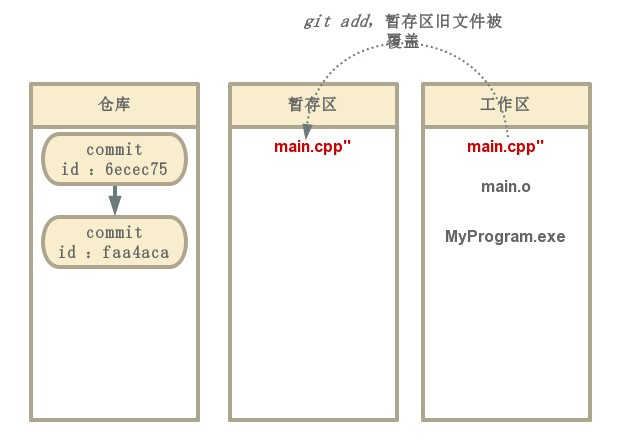 git add, 暂存区旧文件被
覆盖
仓库
暂存区
工作区
commit
id : 6ecec75
commit
id : faa4aca
main.cpp"
main.cpp"
main.o
MyProgram.exe